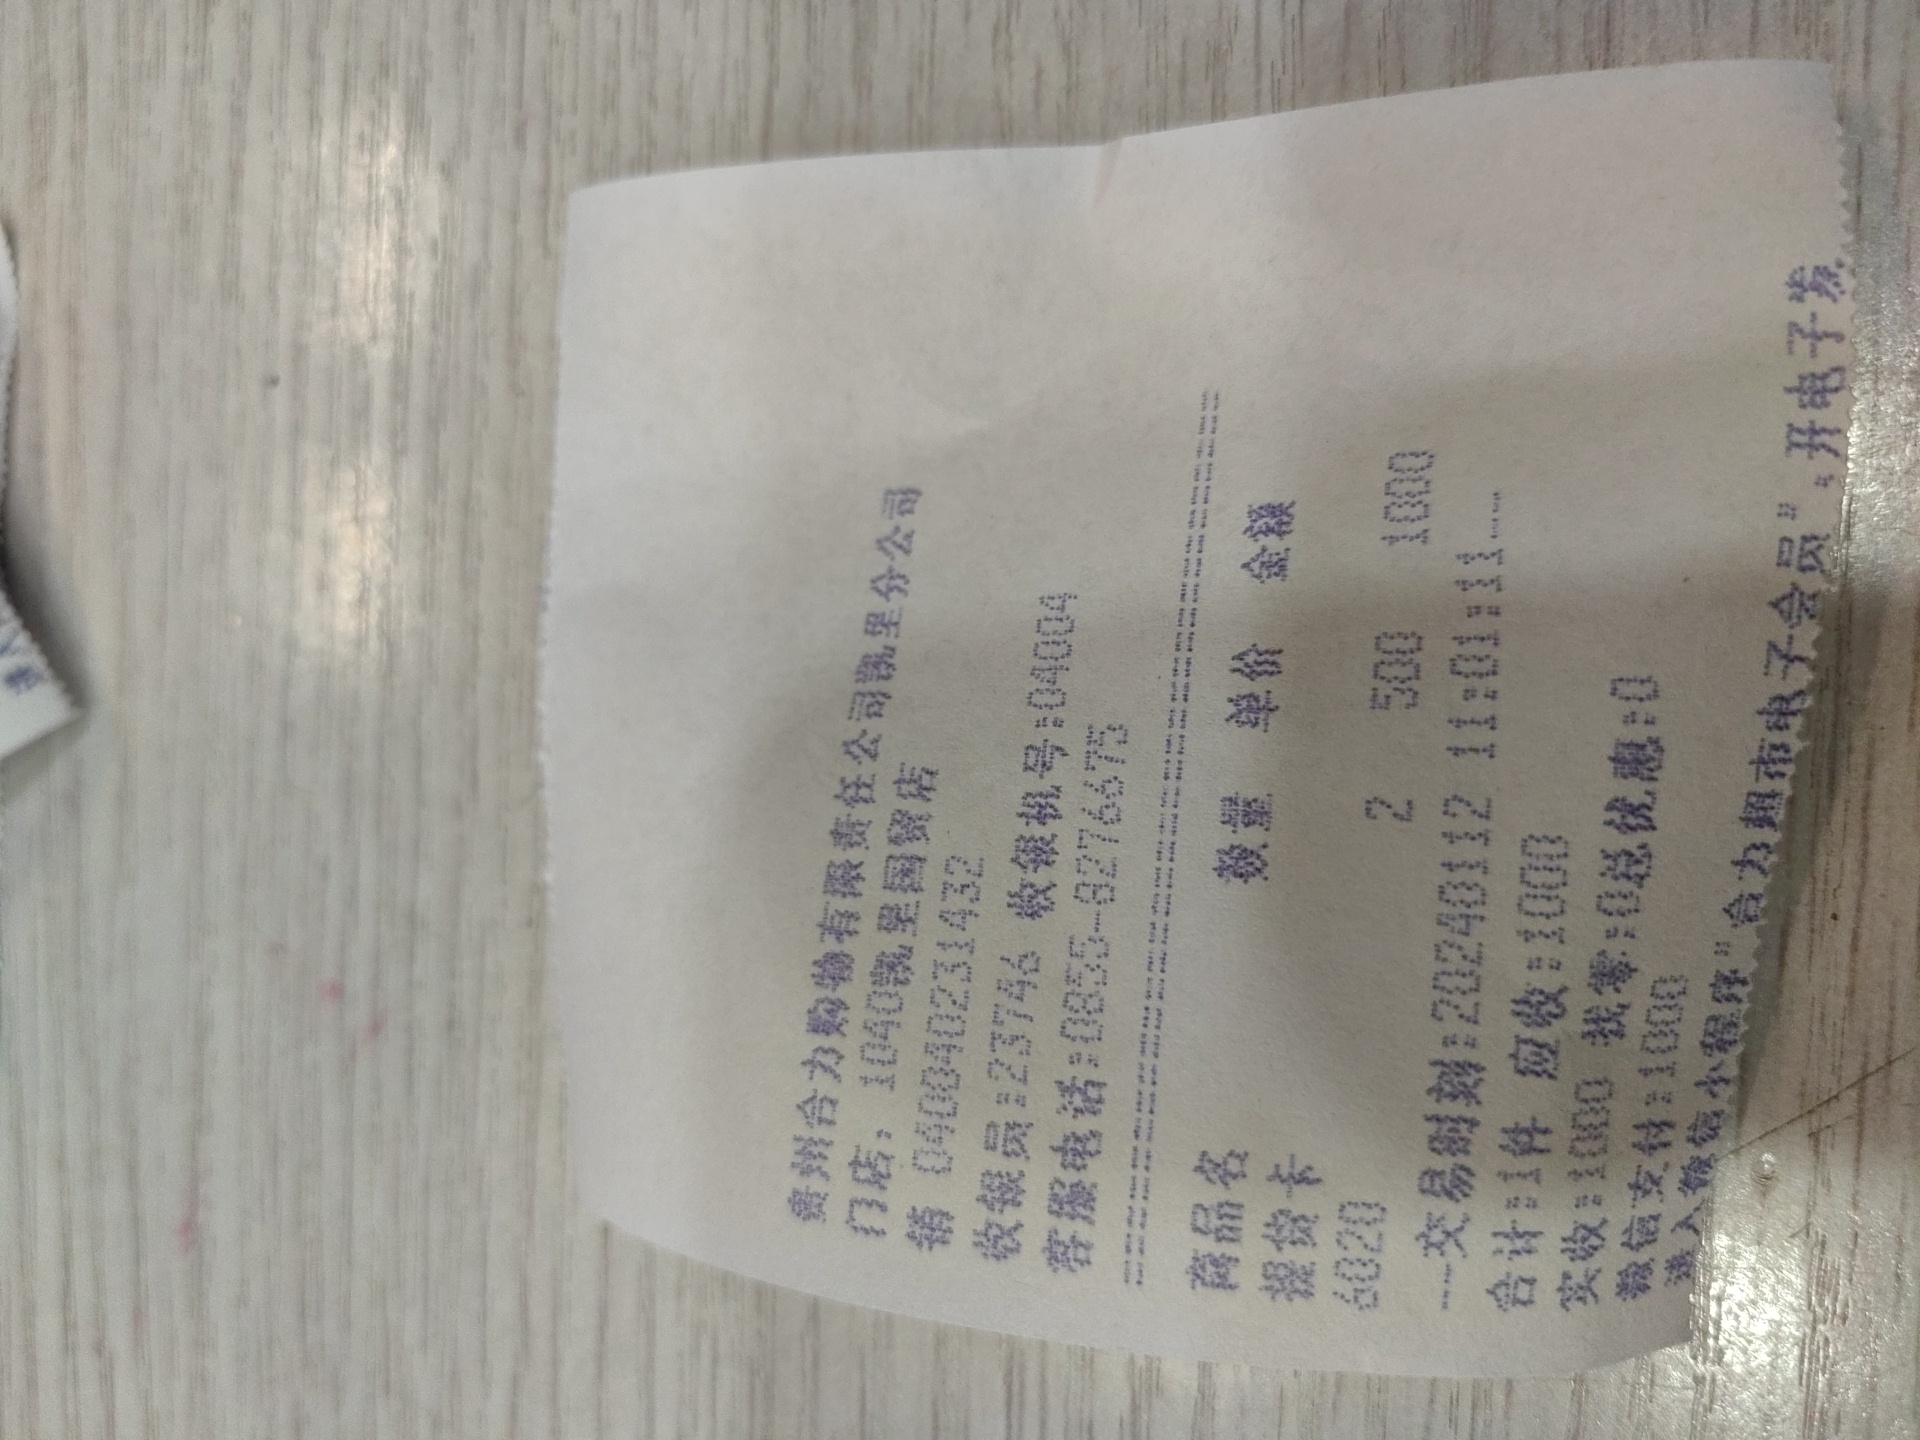 贵州合力购物有限责任公司凯里分公司
门店: 1040凯里国贸店
销 0400400231432
收银员:23746 收银机号:04004
客服电话:0855-8276675
商品名 数量 单价 金额
提货卡
6020 2 500 1000
---交易时刻:20240112 11:01:11----
合计:1件 应收:1000
实收:1000 找零:0总优惠:0
微信支付:1000
进入微信小程序"合力超市电子会员",开电子发